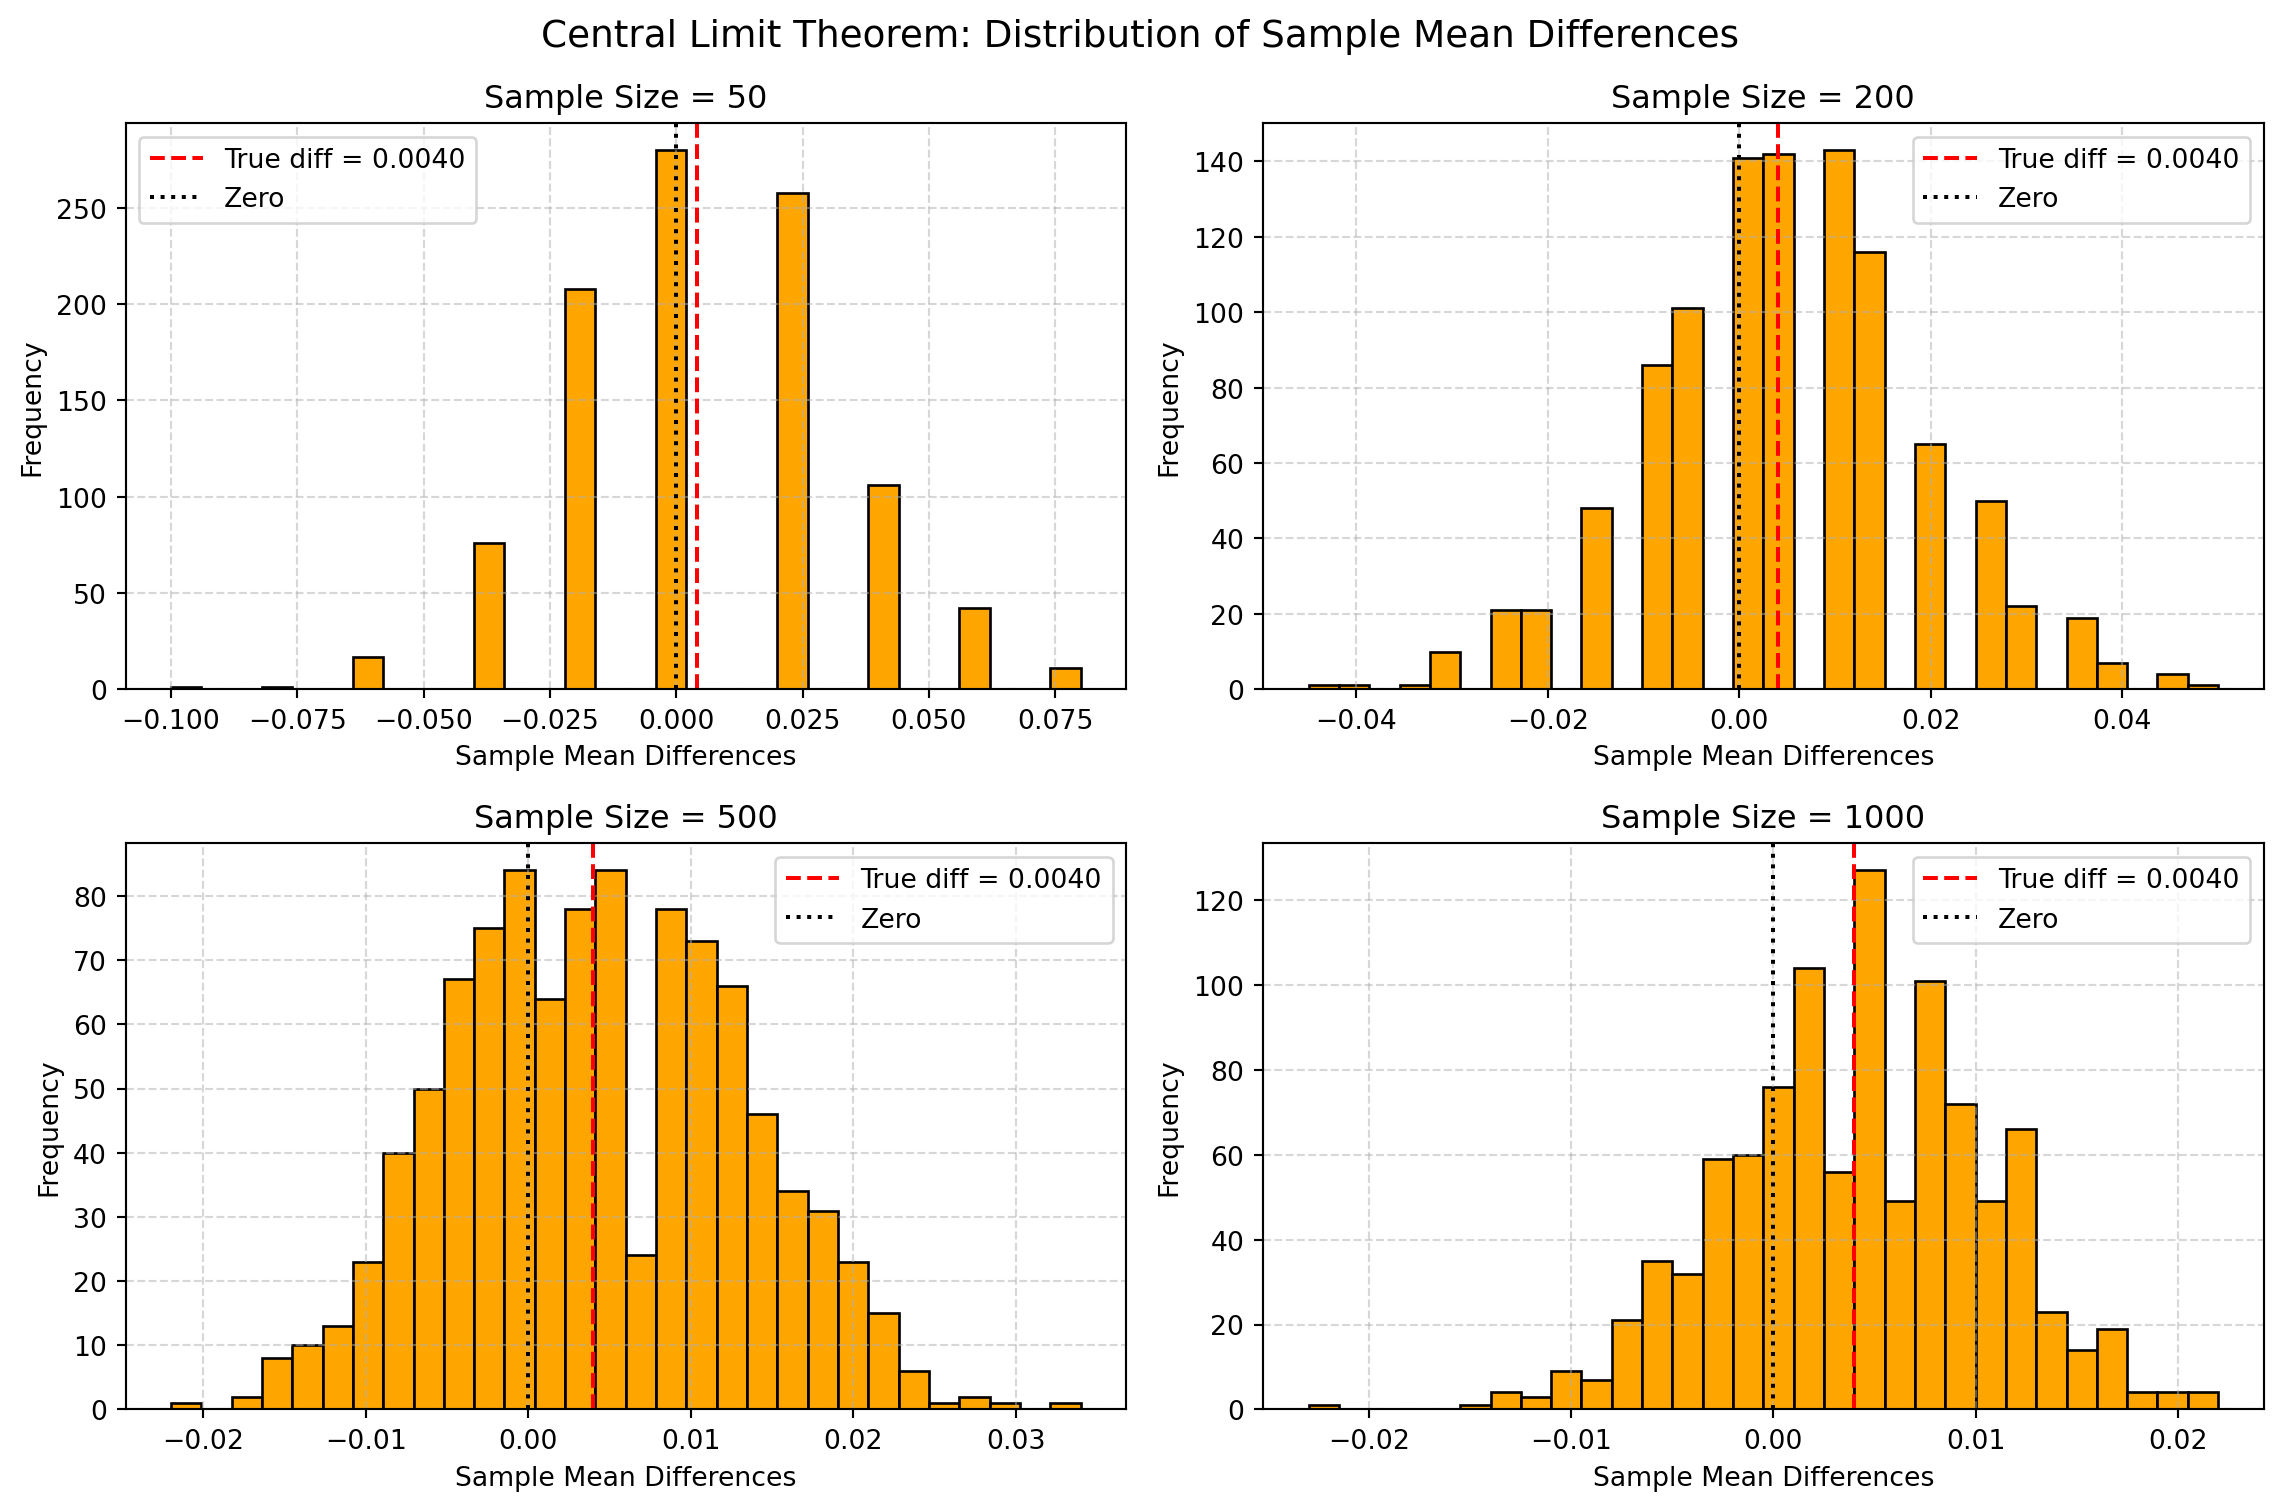 Central Limit Theorem: Distribution of Sample Mean Differences
Sample Size = 50
True diff = 0.0040
Zero
Frequency
250
200
150
100
50
0
−0.100 −0.075 −0.050 −0.025 0.000 0.025 0.050 0.075
Sample Mean Differences
Sample Size = 200
True diff = 0.0040
Zero
Frequency
140
120
100
80
60
40
20
0
−0.04 −0.02 0.00 0.02 0.04
Sample Mean Differences
Sample Size = 500
True diff = 0.0040
Zero
Frequency
80
70
60
50
40
30
20
10
0
−0.02 −0.01 0.00 0.01 0.02 0.03
Sample Mean Differences
Sample Size = 1000
True diff = 0.0040
Zero
Frequency
120
100
80
60
40
20
0
−0.02 −0.01 0.00 0.01 0.02
Sample Mean Differences